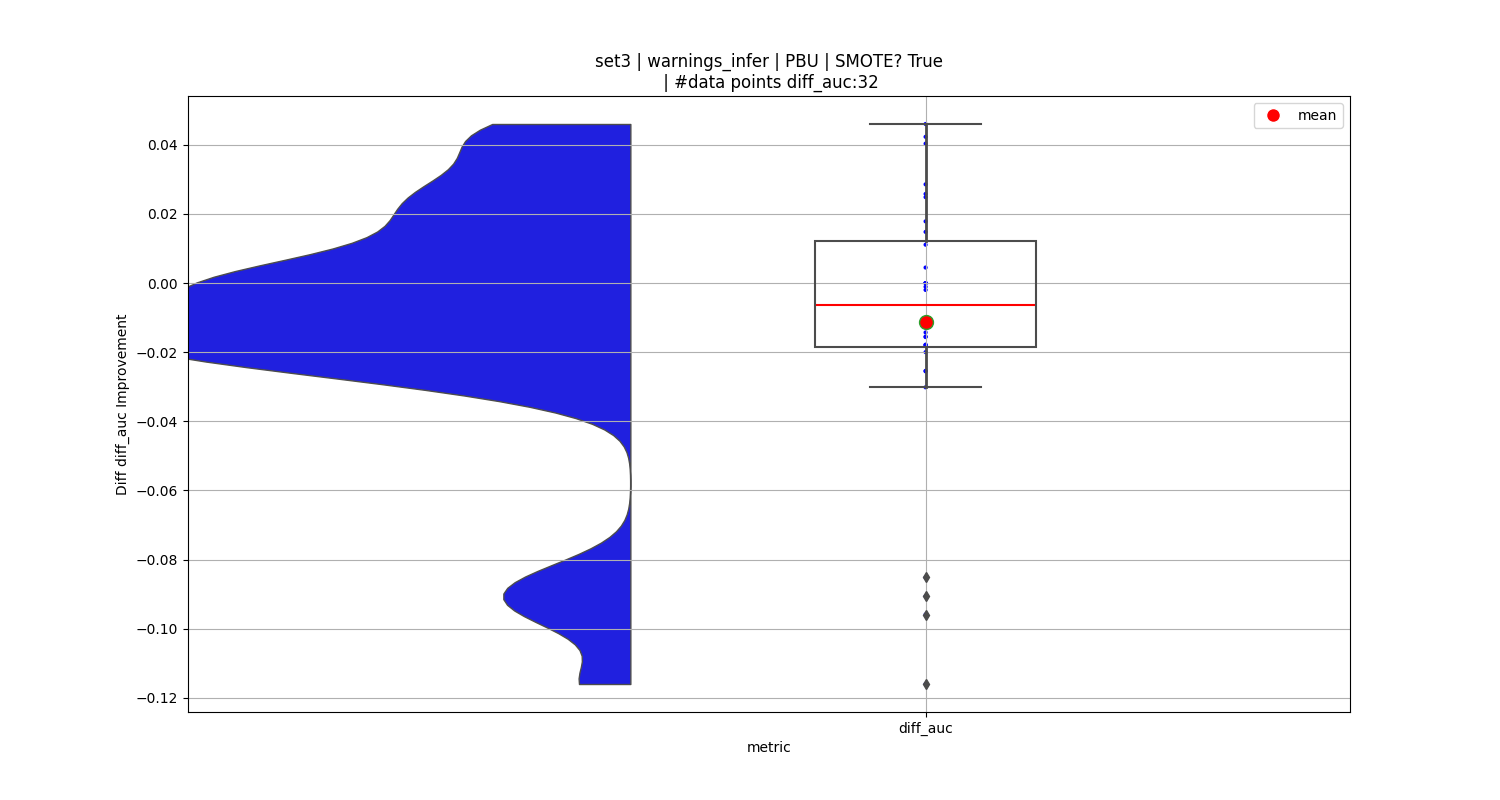 set3 | warnings_infer | PBU | SMOTE? True
| #data points diff_auc:32
mean
0.04
0.02
0.00
−0.02
−0.04
−0.06
−0.08
−0.10
−0.12
Diff diff_auc Improvement
diff_auc
metric